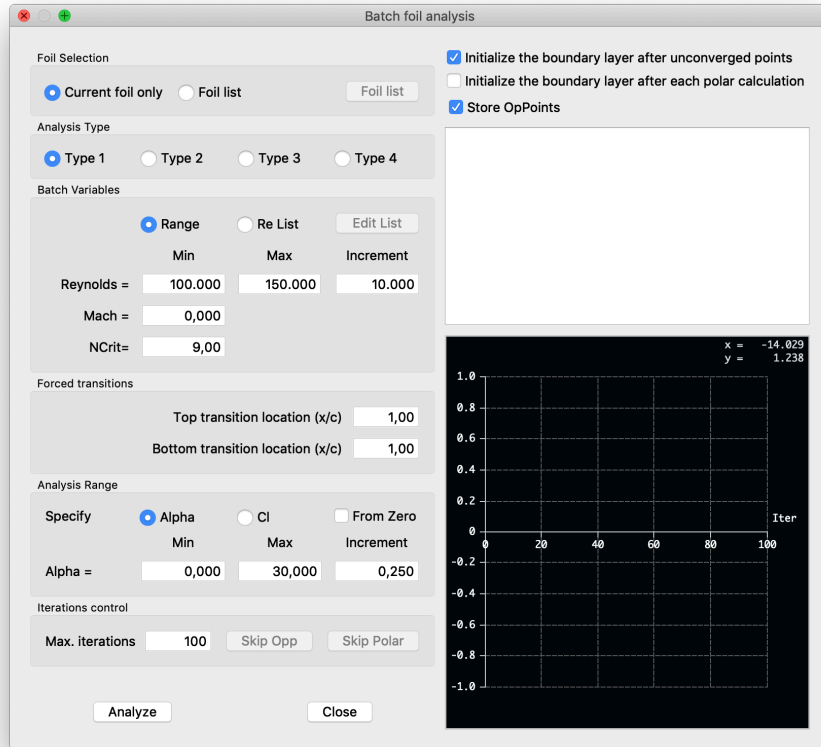 Batch foil analysis
Foil Selection
Current foil only Foil list Foil list
Analysis Type
Type 1 Type 2 Type 3 Type 4
Batch Variables
Range Re List Edit List
Min Max Increment
Reynolds = 100.000 150.000 10.000
Mach = 0,000
NCrit= 9,00
Forced transitions
Top transition location (x/c) 1,00
Bottom transition location (x/c) 1,00
Analysis Range
Specify Alpha Cl From Zero
Min Max Increment
Alpha = 0,000 30,000 0,250
Iterations control
Max. iterations 100 Skip Opp Skip Polar
Analyze Close
Initialize the boundary layer after unconverged points
Initialize the boundary layer after each polar calculation
Store OpPoints
x = -14.029
y = 1.238
1.0
0.8
0.6
0.4
0.2
Iter
0
0 20 40 60 80 100
-0.2
-0.4
-0.6
-0.8
-1.0